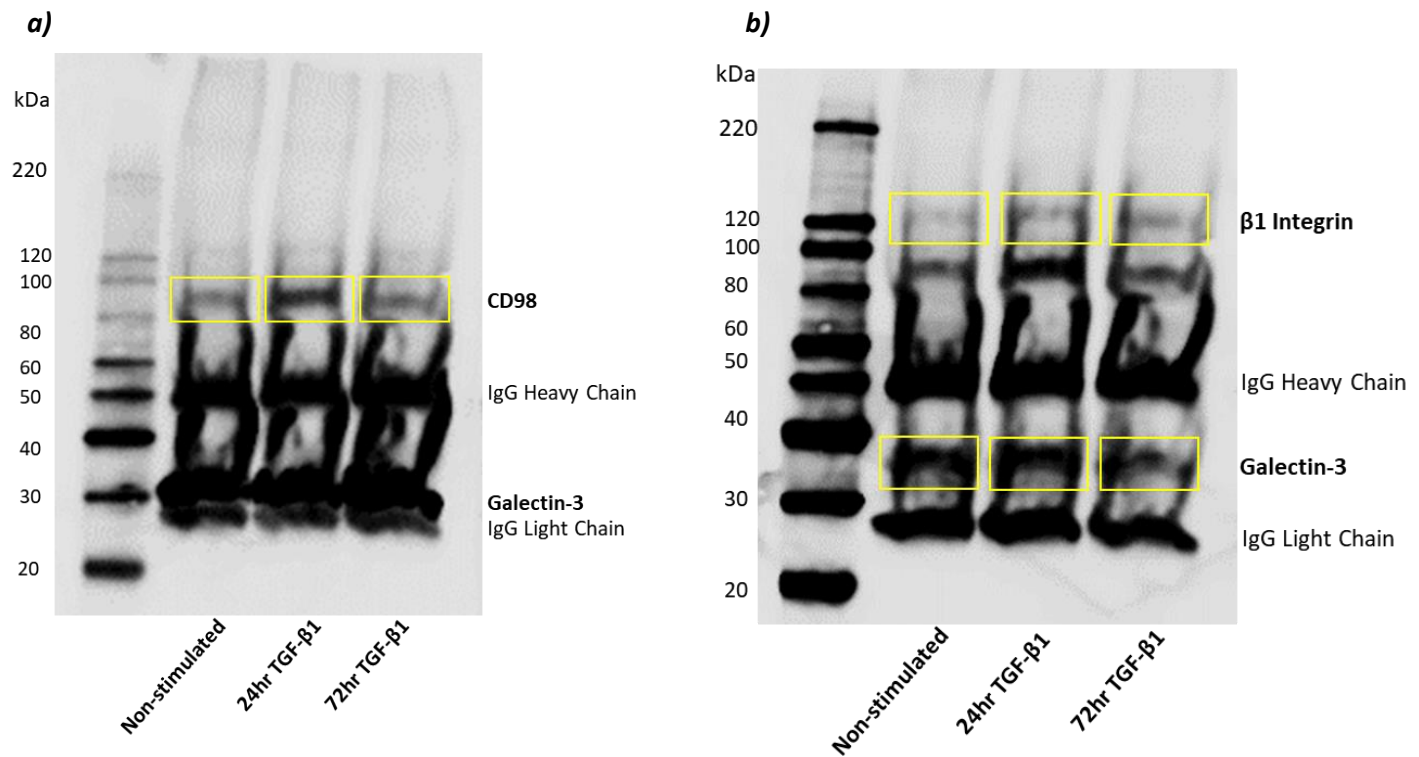 a)
kDa
220
120
100
80
60
50
40
30
20
CD98
IgG Heavy Chain
Galectin-3
IgG Light Chain
Non-stimulated
24hr TGF-β1
72hr TGF-β1
b)
kDa
220
120
100
80
60
50
40
30
20
β1 Integrin
IgG Heavy Chain
Galectin-3
IgG Light Chain
Non-stimulated
24hr TGF-β1
72hr TGF-β1